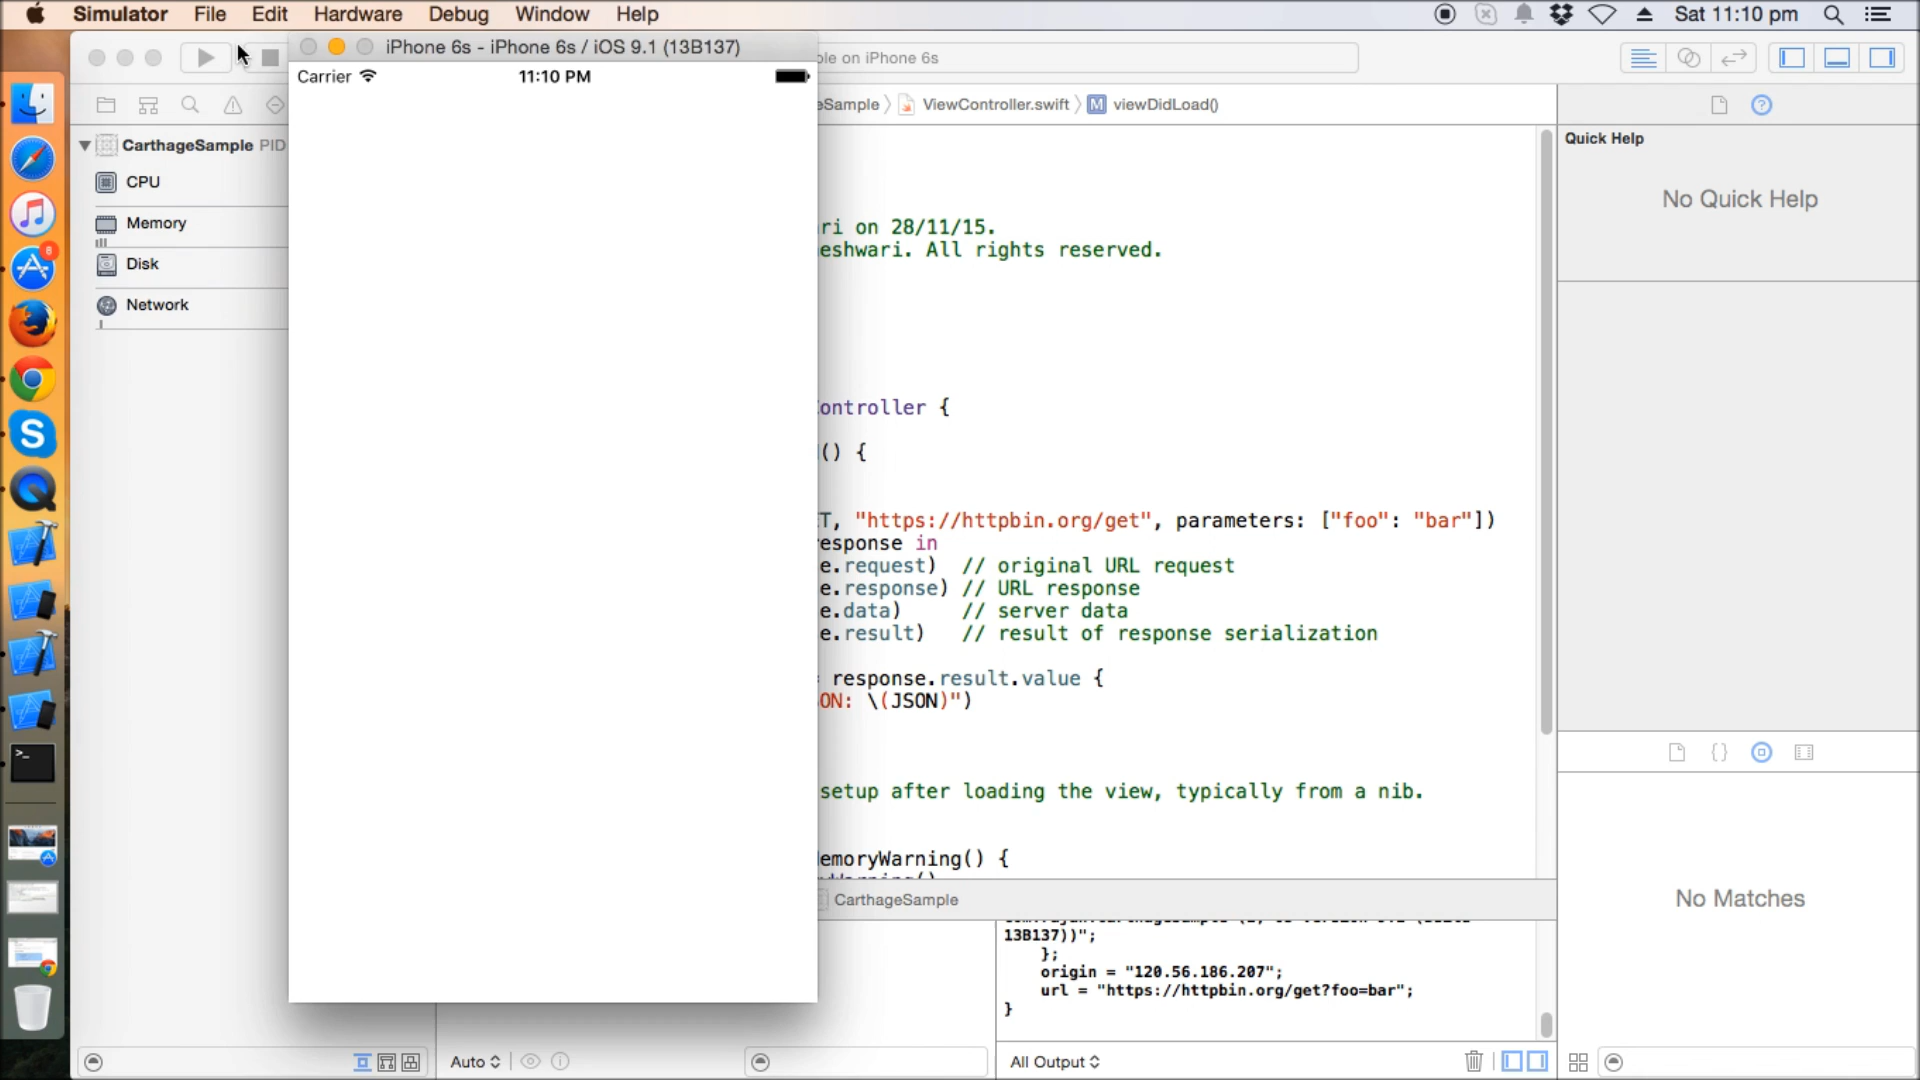 Simulator File Edit Hardware Debug Window Help Sat 11:10 pm
iPhone 6s - iPhone 6s / iOS 9.1 (13B137) on iPhone 6s
Carrier 11:10 PM
eSample ViewController.swift M viewDidLoad()
Quick Help
CarthageSample PID
CPU
No Quick Help
Memory
ri on 28/11/15.
eshwari. All rights reserved.
Disk
Network
ontroller {
() {
T, "https://httpbin.org/get", parameters: ["foo": "bar"])
esponse in
e.request) // original URL request
e.response) // URL response
e.data) // server data
e.result) // result of response serialization
= response.result.value {
ON: \(JSON)")
setup after loading the view, typically from a nib.
emoryWarning() {
CarthageSample
No Matches
13B137))";
};
origin = "120.56.186.207";
url = "https://httpbin.org/get?foo=bar";
}
Auto All Output
8
S